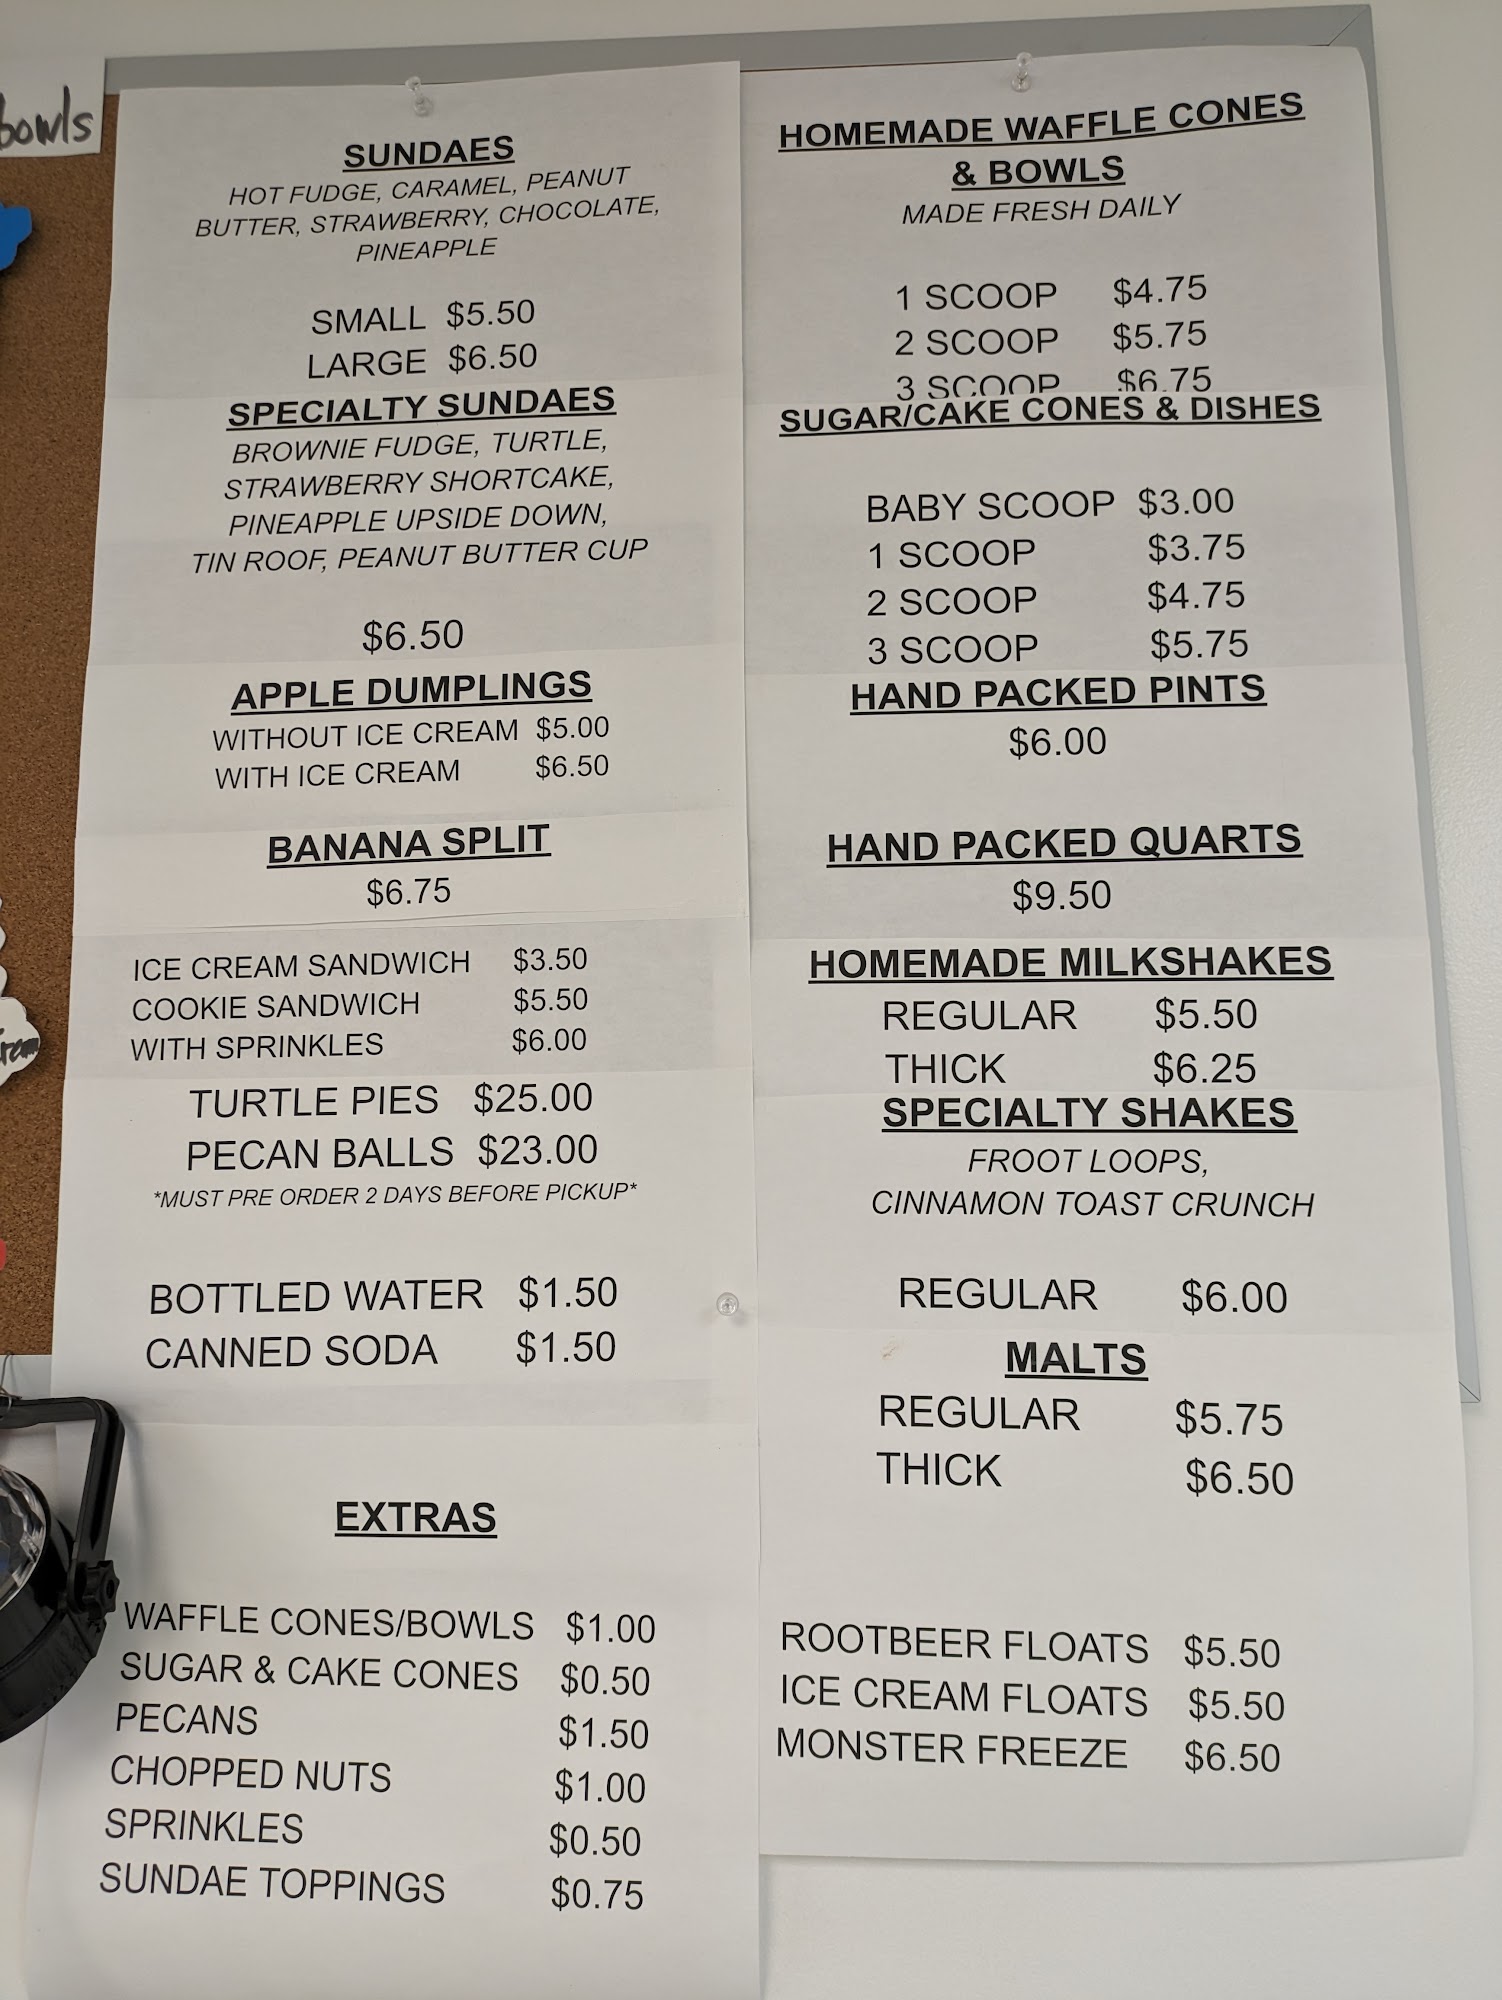 bowls
SUNDAES
HOT FUDGE, CARAMEL, PEANUT
BUTTER, STRAWBERRY, CHOCOLATE,
PINEAPPLE
SMALL $5.50
LARGE $6.50
SPECIALTY SUNDAES
BROWNIE FUDGE, TURTLE,
STRAWBERRY SHORTCAKE,
PINEAPPLE UPSIDE DOWN,
TIN ROOF, PEANUT BUTTER CUP
$6.50
APPLE DUMPLINGS
WITHOUT ICE CREAM $5.00
WITH ICE CREAM $6.50
BANANA SPLIT
$6.75
ICE CREAM SANDWICH $3.50
COOKIE SANDWICH $5.50
WITH SPRINKLES $6.00
TURTLE PIES $25.00
PECAN BALLS $23.00
*MUST PRE ORDER 2 DAYS BEFORE PICKUP*
BOTTLED WATER $1.50
CANNED SODA $1.50
EXTRAS
WAFFLE CONES/BOWLS $1.00
SUGAR & CAKE CONES $0.50
PECANS $1.50
CHOPPED NUTS $1.00
SPRINKLES $0.50
SUNDAE TOPPINGS $0.75
HOMEMADE WAFFLE CONES
& BOWLS
MADE FRESH DAILY
1 SCOOP $4.75
2 SCOOP $5.75
3 SCOOP $6.75
SUGAR/CAKE CONES & DISHES
BABY SCOOP $3.00
1 SCOOP $3.75
2 SCOOP $4.75
3 SCOOP $5.75
HAND PACKED PINTS
$6.00
HAND PACKED QUARTS
$9.50
HOMEMADE MILKSHAKES
REGULAR $5.50
THICK $6.25
SPECIALTY SHAKES
FROOT LOOPS,
CINNAMON TOAST CRUNCH
REGULAR $6.00
MALTS
REGULAR $5.75
THICK $6.50
ROOTBEER FLOATS $5.50
ICE CREAM FLOATS $5.50
MONSTER FREEZE $6.50